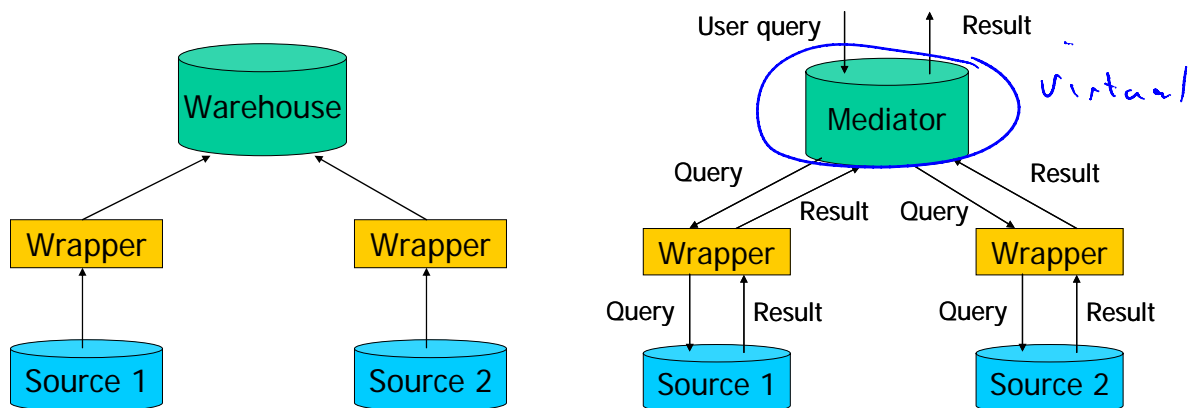 Warehouse
Wrapper
Wrapper
Source 1
Source 2
User query
Result
Virtual
Mediator
Query
Result
Query
Result
Wrapper
Wrapper
Query
Result
Query
Result
Source 1
Source 2